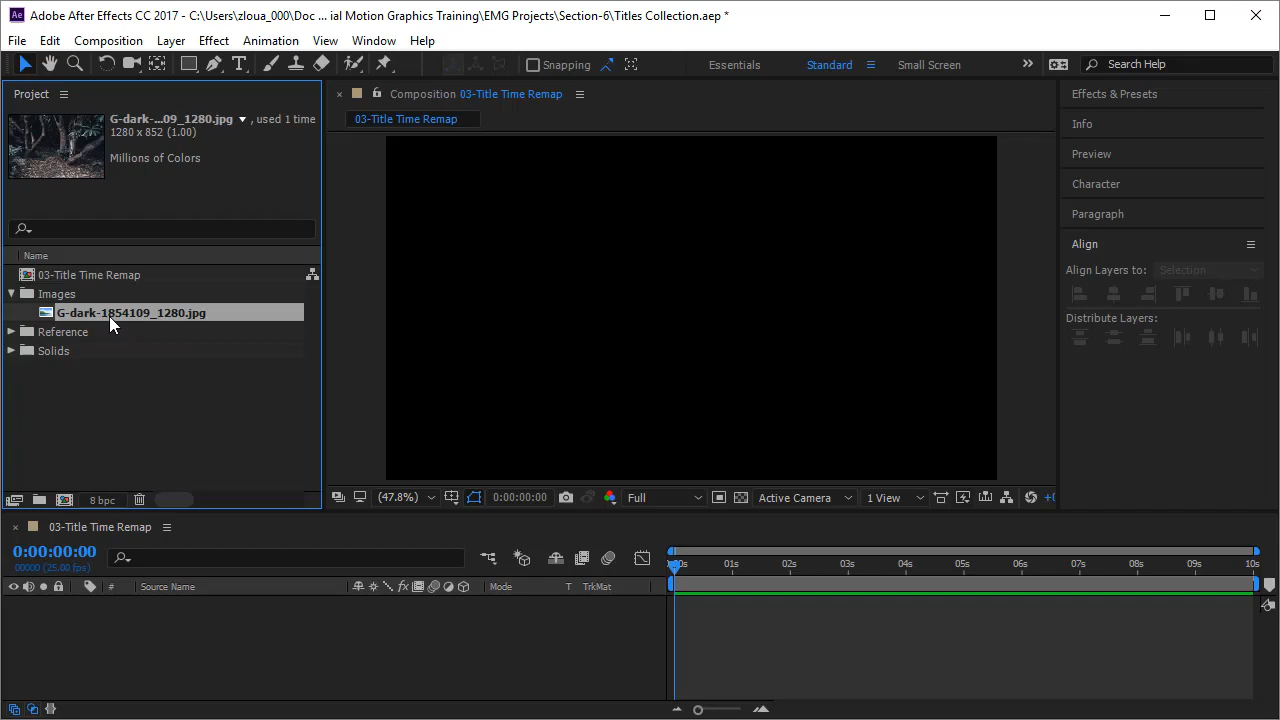 Ae Adobe After Effects CC 2017 - C:\Users\zloua_000\Doc ... ial Motion Graphics Training\EMG Projects\Section-6\Titles Collection.aep *
File Edit Composition Layer Effect Animation View Window Help
Snapping Essentials Standard Small Screen Search Help
Project
G-dark-...09_1280.jpg , used 1 time
1280 x 852 (1.00)
Millions of Colors
Name
03-Title Time Remap
Images
G-dark-1854109_1280.jpg
Reference
Solids
8 bpc
Composition 03-Title Time Remap
03-Title Time Remap
(47.8%) 0:00:00:00 Full Active Camera 1 View +0
Effects & Presets
Info
Preview
Character
Paragraph
Align
Align Layers to: Selection
Distribute Layers:
03-Title Time Remap
0:00:00:00
00000 (25.00 fps)
# Source Name fx Mode T TrkMat
01s 02s 03s 04s 05s 06s 07s 08s 09s 10s